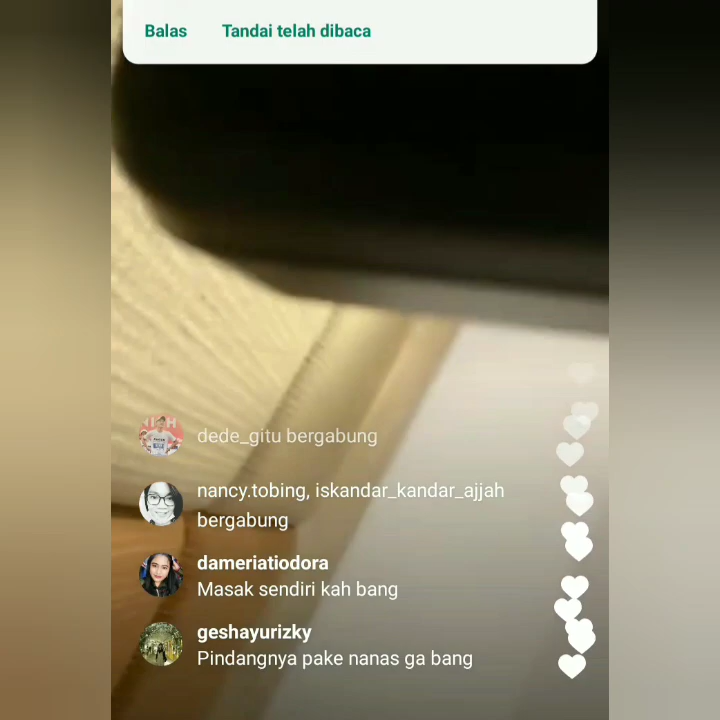 Balas Tandai telah dibaca
dede_gitu bergabung
nancy.tobing, iskandar_kandar_ajjah
bergabung
dameriatiodora
Masak sendiri kah bang
geshayurizky
Pindangnya pake nanas ga bang